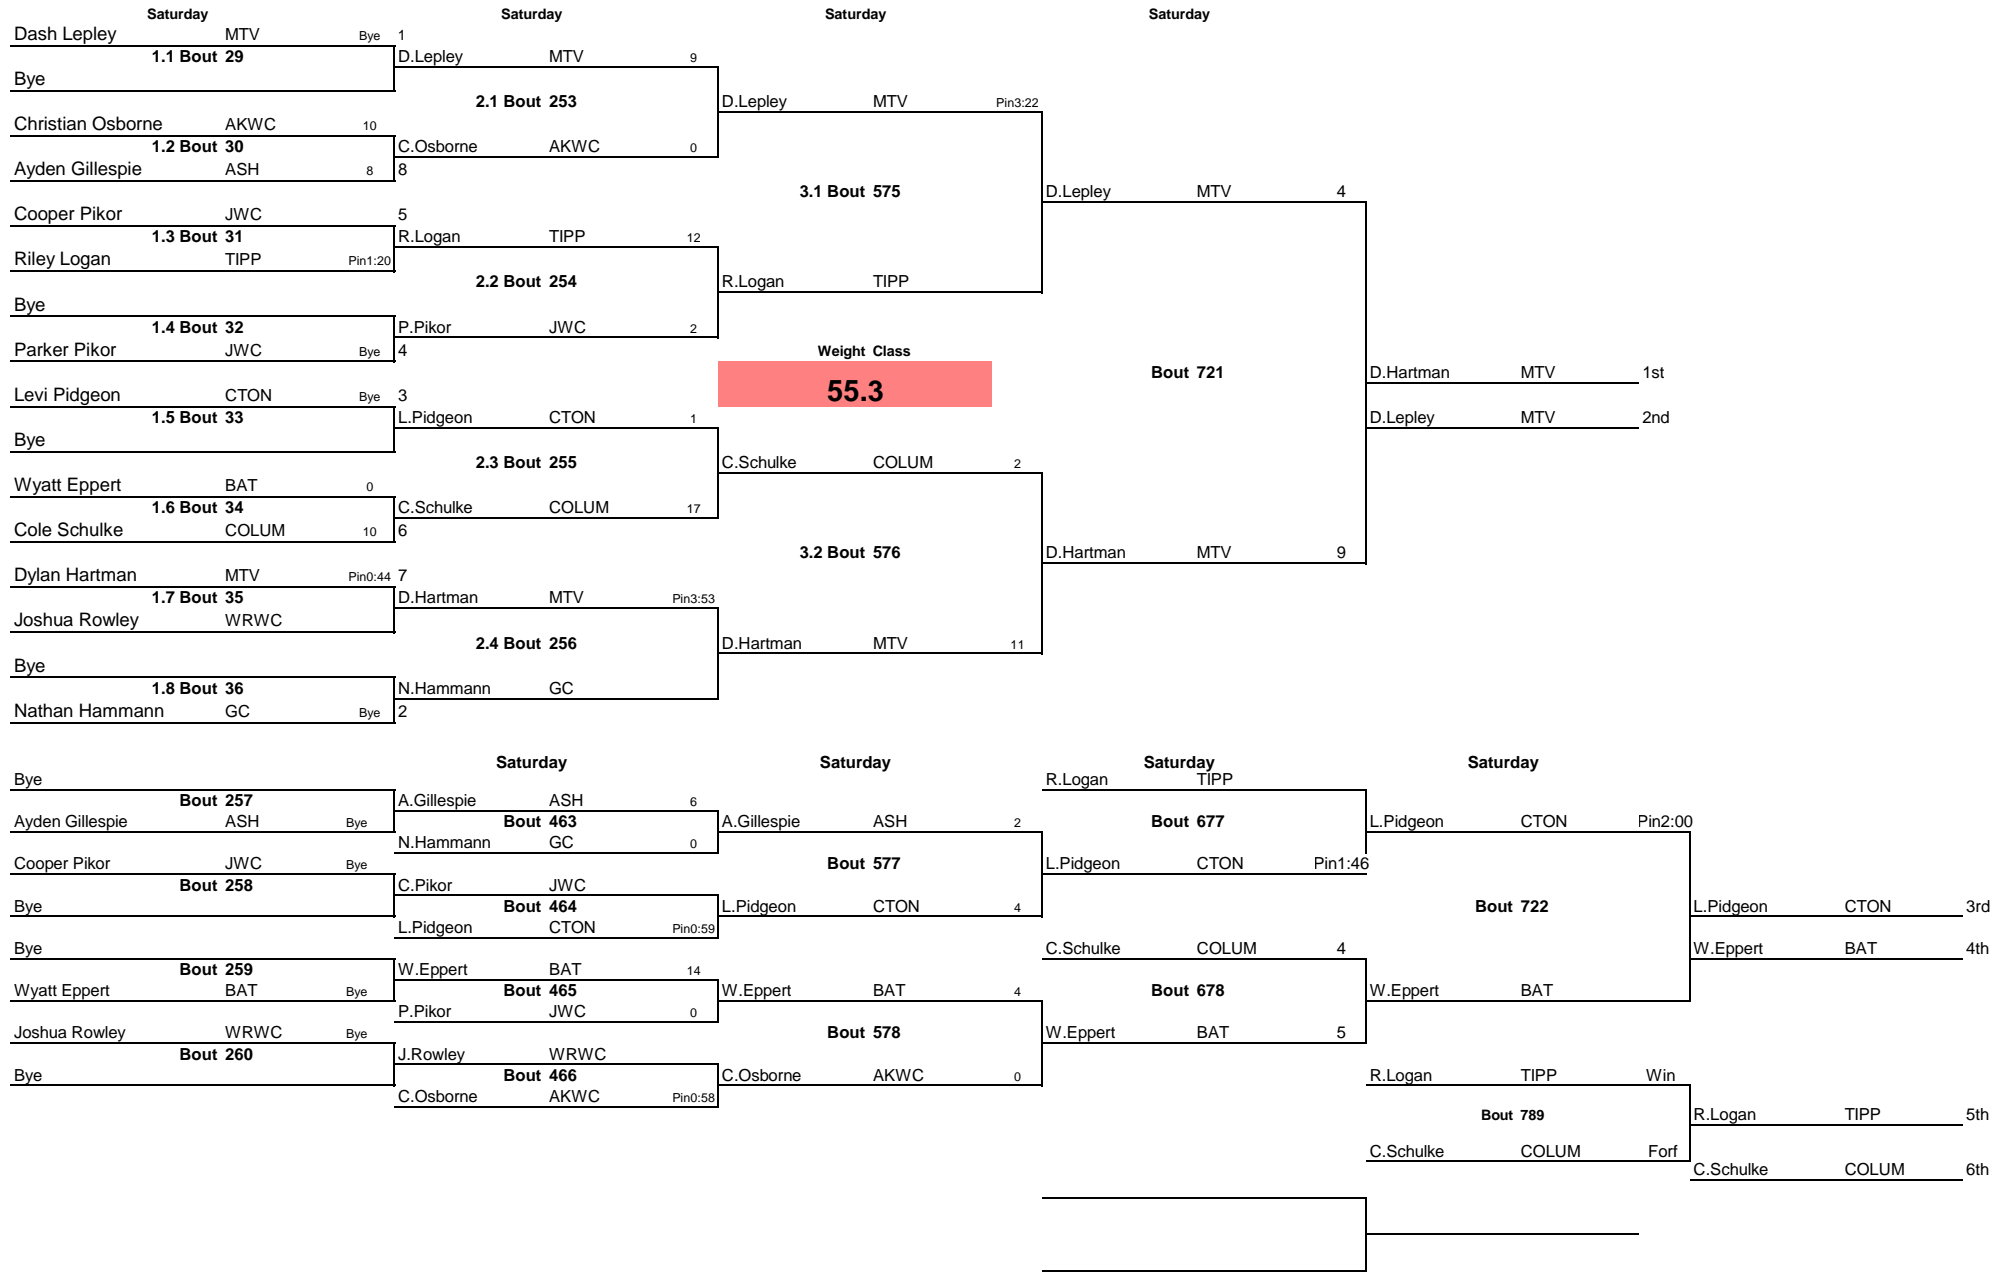 Saturday Saturday Saturday Saturday
Dash Lepley MTV Bye 1
1.1 Bout 29 D.Lepley MTV 9
Bye
2.1 Bout 253 D.Lepley MTV Pin3:22
Christian Osborne AKWC 10
1.2 Bout 30 C.Osborne AKWC 0
Ayden Gillespie ASH 8 8
3.1 Bout 575 D.Lepley MTV 4
Cooper Pikor JWC 5
1.3 Bout 31 R.Logan TIPP 12
Riley Logan TIPP Pin1:20
2.2 Bout 254 R.Logan TIPP
Bye
1.4 Bout 32 P.Pikor JWC 2
Parker Pikor JWC Bye 4 Weight Class
Bout 721 D.Hartman MTV 1st
Levi Pidgeon CTON Bye 3 55.3
1.5 Bout 33 L.Pidgeon CTON 1 D.Lepley MTV 2nd
Bye
2.3 Bout 255 C.Schulke COLUM 2
Wyatt Eppert BAT 0
1.6 Bout 34 C.Schulke COLUM 17
Cole Schulke COLUM 10 6
3.2 Bout 576 D.Hartman MTV 9
Dylan Hartman MTV Pin0:44 7
1.7 Bout 35 D.Hartman MTV Pin3:53
Joshua Rowley WRWC
2.4 Bout 256 D.Hartman MTV 11
Bye
1.8 Bout 36 N.Hammann GC
Nathan Hammann GC Bye 2
Saturday Saturday Saturday Saturday
Bye R.Logan TIPP
Bout 257 A.Gillespie ASH 6
Ayden Gillespie ASH Bye Bout 463 A.Gillespie ASH 2 Bout 677 L.Pidgeon CTON Pin2:00
N.Hammann GC 0
Cooper Pikor JWC Bye Bout 577 L.Pidgeon CTON Pin1:46
Bout 258 C.Pikor JWC
Bye Bout 464 L.Pidgeon CTON 4 Bout 722 L.Pidgeon CTON 3rd
L.Pidgeon CTON Pin0:59
Bye C.Schulke COLUM 4 W.Eppert BAT 4th
Bout 259 W.Eppert BAT 14
Wyatt Eppert BAT Bye Bout 465 W.Eppert BAT 4 Bout 678 W.Eppert BAT
P.Pikor JWC 0
Joshua Rowley WRWC Bye Bout 578 W.Eppert BAT 5
Bout 260 J.Rowley WRWC
Bye Bout 466 C.Osborne AKWC 0 R.Logan TIPP Win
C.Osborne AKWC Pin0:58
Bout 789 R.Logan TIPP 5th
C.Schulke COLUM Forf
C.Schulke COLUM 6th